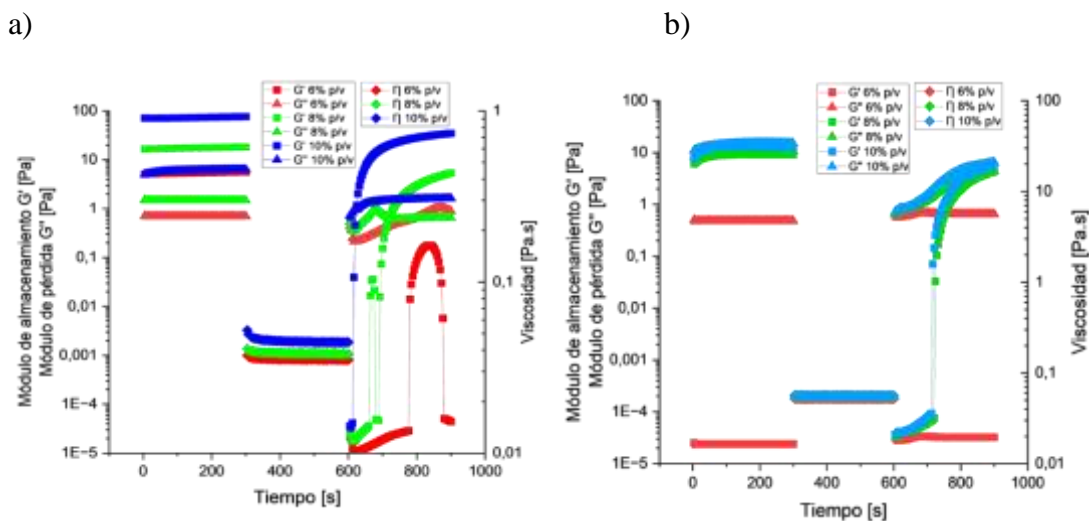 a)
b)
G' 6% p/v
G'' 6% p/v
G' 8% p/v
G'' 8% p/v
G' 10% p/v
G'' 10% p/v
η 6% p/v
η 8% p/v
η 10% p/v
Módulo de almacenamiento G' [Pa]
Módulo de pérdida G'' [Pa]
100
10
1
0,1
0,01
0,001
1E-4
1E-5
1
0,1
0,01
Viscosidad [Pa.s]
0
200
400
600
800
1000
Tiempo [s]
G' 6% p/v
G'' 6% p/v
G' 8% p/v
G'' 8% p/v
G' 10% p/v
G'' 10% p/v
η 6% p/v
η 8% p/v
η 10% p/v
Módulo de almacenamiento G' [Pa]
Módulo de pérdida G'' [Pa]
100
10
1
0,1
0,01
0,001
1E-4
1E-5
100
10
1
0,1
0,01
Viscosidad [Pa.s]
0
200
400
600
800
1000
Tiempo [s]